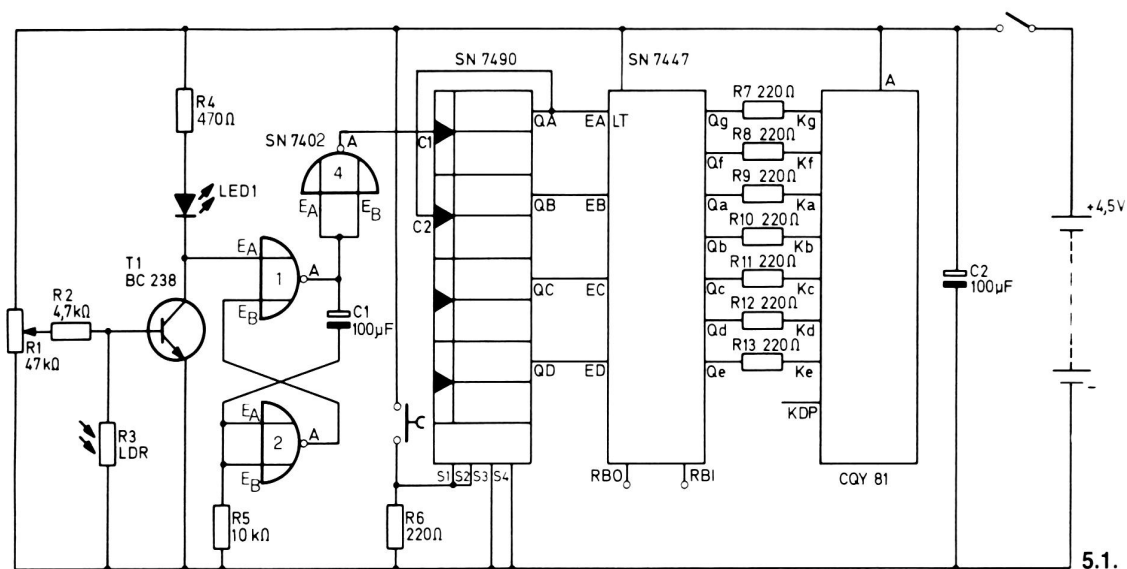 SN 7490
SN 7447
A
R4
470Ω
SN 7402
A
4
EA
EB
LED1
T1
BC 238
R2
4,7kΩ
R1
47kΩ
R3
LDR
EA
1
A
EB
C1
100µF
EA
2
A
EB
R5
10 kΩ
C1
C2
QA
QB
QC
QD
S1
S2
S3
S4
R6
220Ω
EA
LT
EB
EC
ED
RBO
RBI
Qg
R7 220Ω
Kg
Qf
R8 220Ω
Kf
Qa
R9 220Ω
Ka
Qb
R10 220Ω
Kb
Qc
R11 220Ω
Kc
Qd
R12 220Ω
Kd
Qe
R13 220Ω
Ke
KDP
CQY 81
C2
100µF
+4,5V
–
5.1.